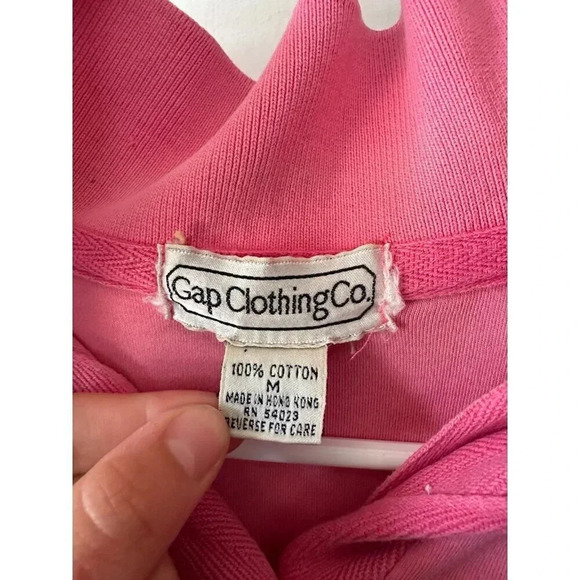 Gap Clothing Co.
100% COTTON
M
MADE IN HONG KONG
RN 54023
REVERSE FOR CARE